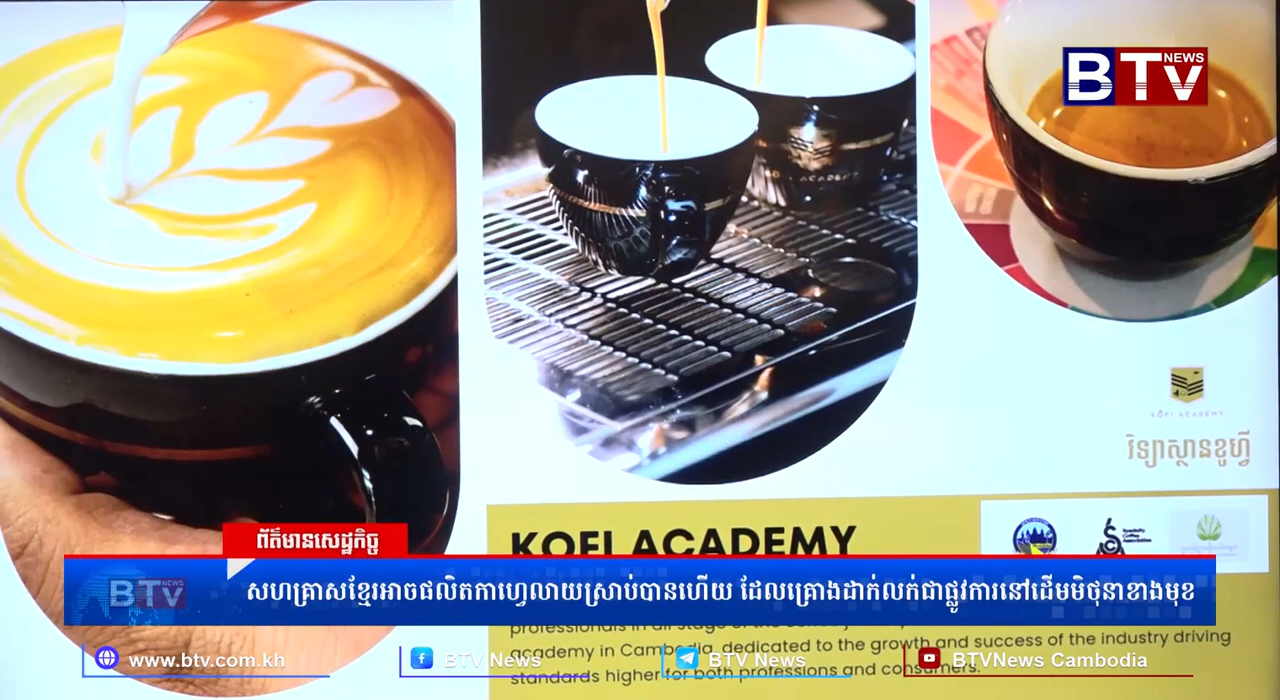 BTV NEWS
KOFI ACADEMY
វិទ្យាស្ថានខូហ្វី
KOFI ACADEMY
Specialty Coffee Association
ព័ត៌មានសេដ្ឋកិច្ច
BTV NEWS
សហគ្រាសខ្មែរអាចផលិតកាហ្វេលាយស្រាប់បានហើយ ដែលគ្រោងដាក់លក់ជាផ្លូវការនៅដើមមិថុនាខាងមុខ
professionals in all stage of the
academy in Cambodia, dedicated to the growth and success of the industry driving
standards higher for both professions and consumers.
www.btv.com.kh
BTV News
BTV News
BTVNews Cambodia